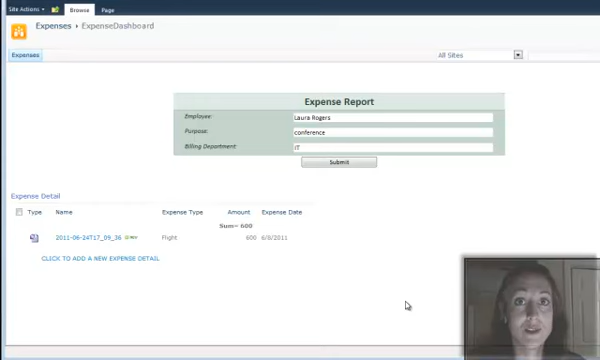 Site Actions
Browse
Page
Expenses ▸ ExpenseDashboard
Expenses
All Sites
Expense Report
Employee:
Laura Rogers
Purpose:
conference
Billing Department:
IT
Submit
Expense Detail
Type Name Expense Type Amount Expense Date
Sum= 600
2011-06-24T17_09_36 Flight 600 6/8/2011
CLICK TO ADD A NEW EXPENSE DETAIL